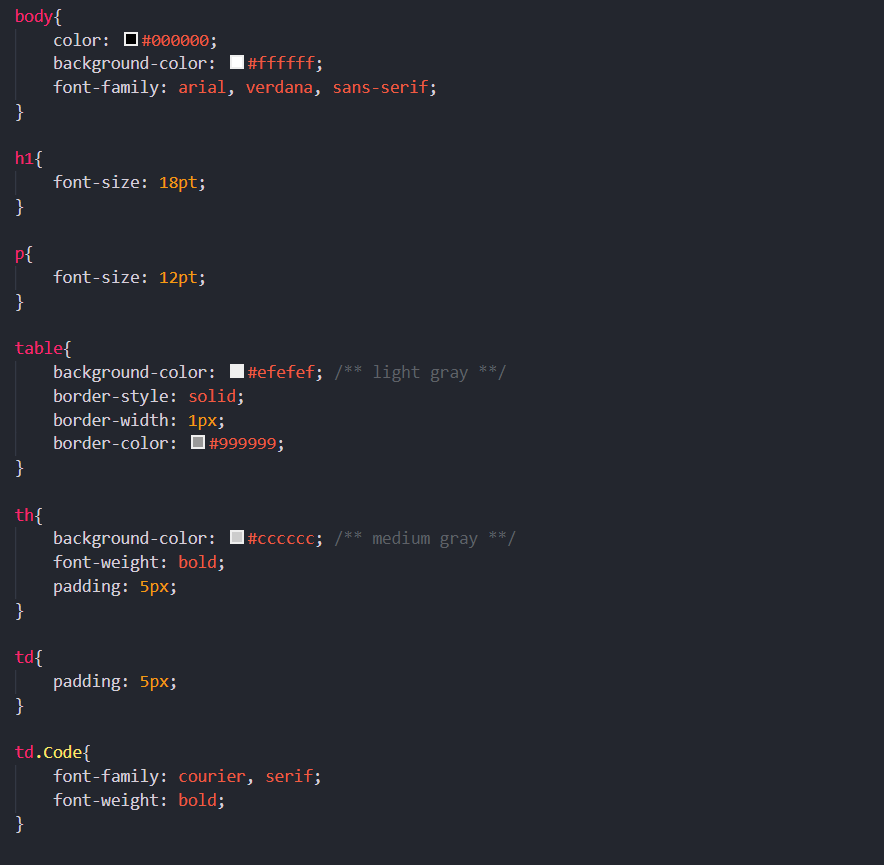 body{
    color: #000000;
    background-color: #ffffff;
    font-family: arial, verdana, sans-serif;
}

h1{
    font-size: 18pt;
}

p{
    font-size: 12pt;
}

table{
    background-color: #efefef; /** light gray **/
    border-style: solid;
    border-width: 1px;
    border-color: #999999;
}

th{
    background-color: #cccccc; /** medium gray **/
    font-weight: bold;
    padding: 5px;
}

td{
    padding: 5px;
}

td.Code{
    font-family: courier, serif;
    font-weight: bold;
}